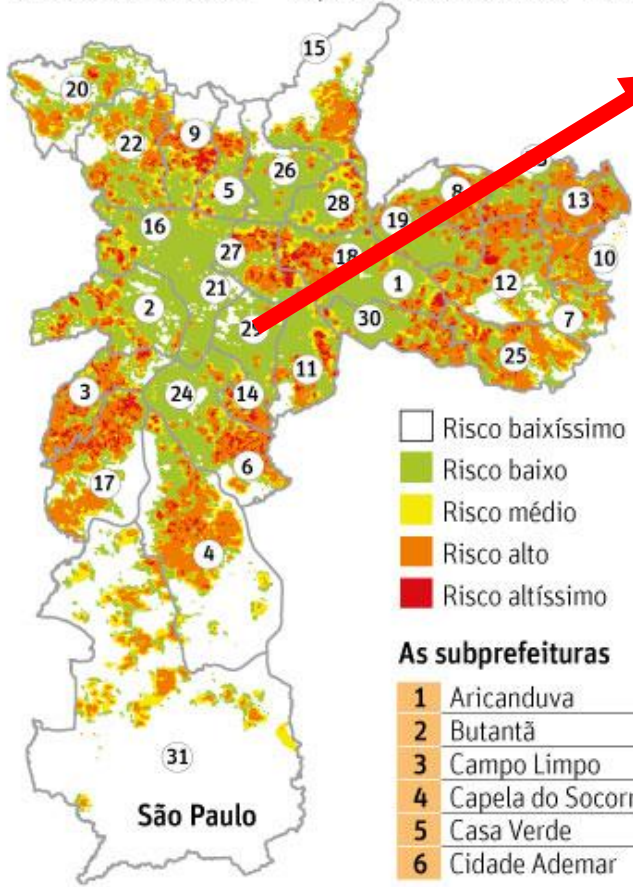 15
20
9
22
26
5
28
8
13
19
16
10
27
18
12
21
1
2
29
30
7
25
11
3
24
14
6
17
4
Risco baixíssimo
Risco baixo
Risco médio
Risco alto
Risco altíssimo
As subprefeituras
1 Aricanduva
2 Butantã
3 Campo Limpo
4 Capela do Socorr
5 Casa Verde
6 Cidade Ademar
31
São Paulo